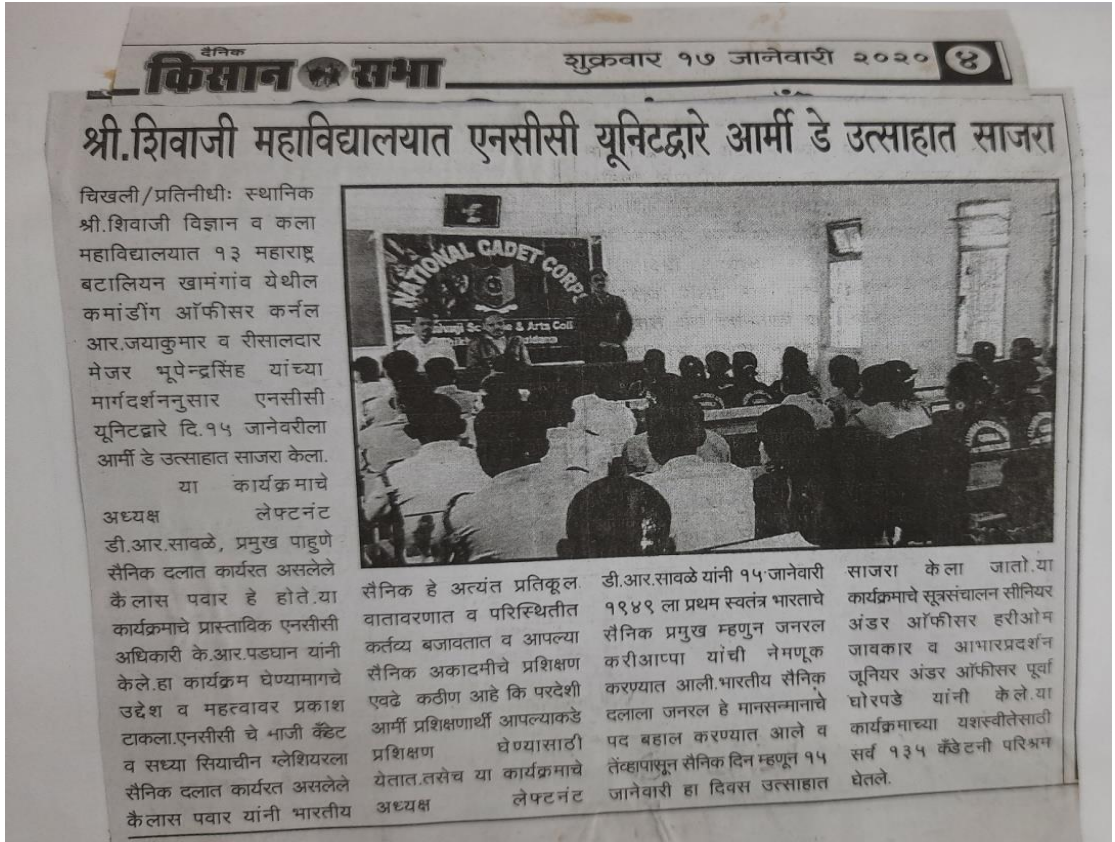 दैनिक
किसान सभा
शुक्रवार १७ जानेवारी २०२० ४
श्री.शिवाजी महाविद्यालयात एनसीसी यूनिटद्वारे आर्मी डे उत्साहात साजरा
चिखली/प्रतिनीधीः स्थानिक
श्री.शिवाजी विज्ञान व कला
महाविद्यालयात १३ महाराष्ट्र
बटालियन खामगांव येथील
कमांडींग ऑफीसर कर्नल
आर.जयाकुमार व रीसालदार
मेजर भूपेन्द्रसिंह यांच्या
मार्गदर्शननुसार एनसीसी
यूनिटद्वारे दि.१५ जानेवरीला
आर्मी डे उत्साहात साजरा केला.
या कार्यक्रमाचे
अध्यक्ष लेफ्टनंट
डी.आर.सावळे, प्रमुख पाहुणे
सैनिक दलात कार्यरत असलेले
कैलास पवार हे होते.या
कार्यक्रमाचे प्रास्ताविक एनसीसी
अधिकारी के.आर.पडघान यांनी
केले.हा कार्यक्रम घेण्यामागचे
उद्देश व महत्वावर प्रकाश
टाकला.एनसीसी चे माजी कॅडेट
व सध्या सियाचीन ग्लेशियरला
सैनिक दलात कार्यरत असलेले
कैलास पवार यांनी भारतीय
NATIONAL CADET CORPS
& Arts Coll
सैनिक हे अत्यंत प्रतिकूल
वातावरणात व परिस्थितीत
कर्तव्य बजावतात व आपल्या
सैनिक अकादमीचे प्रशिक्षण
एवढे कठीण आहे कि परदेशी
आर्मी प्रशिक्षणार्थी आपल्याकडे
प्रशिक्षण घेण्यासाठी
येतात.तसेच या कार्यक्रमाचे
अध्यक्ष लेफ्टनंट
डी.आर.सावळे यांनी १५ जानेवारी
१९४९ ला प्रथम स्वतंत्र भारताचे
सैनिक प्रमुख म्हणुन जनरल
करीआप्पा यांची नेमणूक
करण्यात आली.भारतीय सैनिक
दलाला जनरल हे मानसन्मानाचे
पद बहाल करण्यात आले व
तेंव्हापासून सैनिक दिन म्हणून १५
जानेवारी हा दिवस उत्साहात
साजरा केला जातो.या
कार्यक्रमाचे सूत्रसंचालन सीनियर
अंडर ऑफीसर हरीओम
जावकार व आभारप्रदर्शन
जूनियर अंडर ऑफीसर पूर्वा
घोरपडे यांनी केले.या
कार्यक्रमाच्या यशस्वीतेसाठी
सर्व १३५ कॅडेटनी परिश्रम
घेतले.